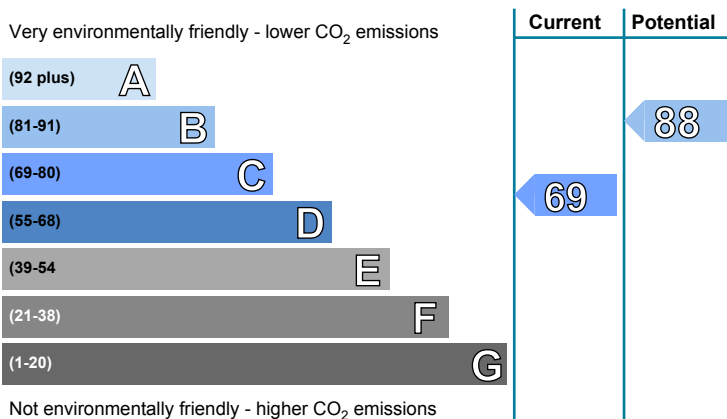 Current Potential
Very environmentally friendly - lower CO2 emissions
(92 plus) A
(81-91) B
88
(69-80) C
69
(55-68) D
(39-54 E
(21-38) F
(1-20) G
Not environmentally friendly - higher CO2 emissions